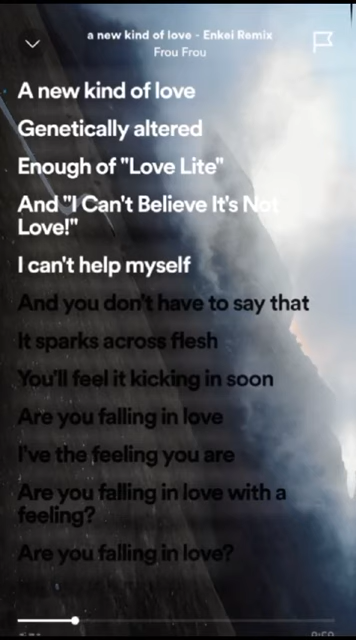 a new kind of love - Enkei Remix
Frou Frou
A new kind of love
Genetically altered
Enough of "Love Lite"
And "I Can't Believe It's Not
Love!"
I can't help myself
And you don't have to say that
It sparks across flesh
You'll feel it kicking in soon
Are you falling in love
I've the feeling you are
Are you falling in love with a
feeling?
Are you falling in love?